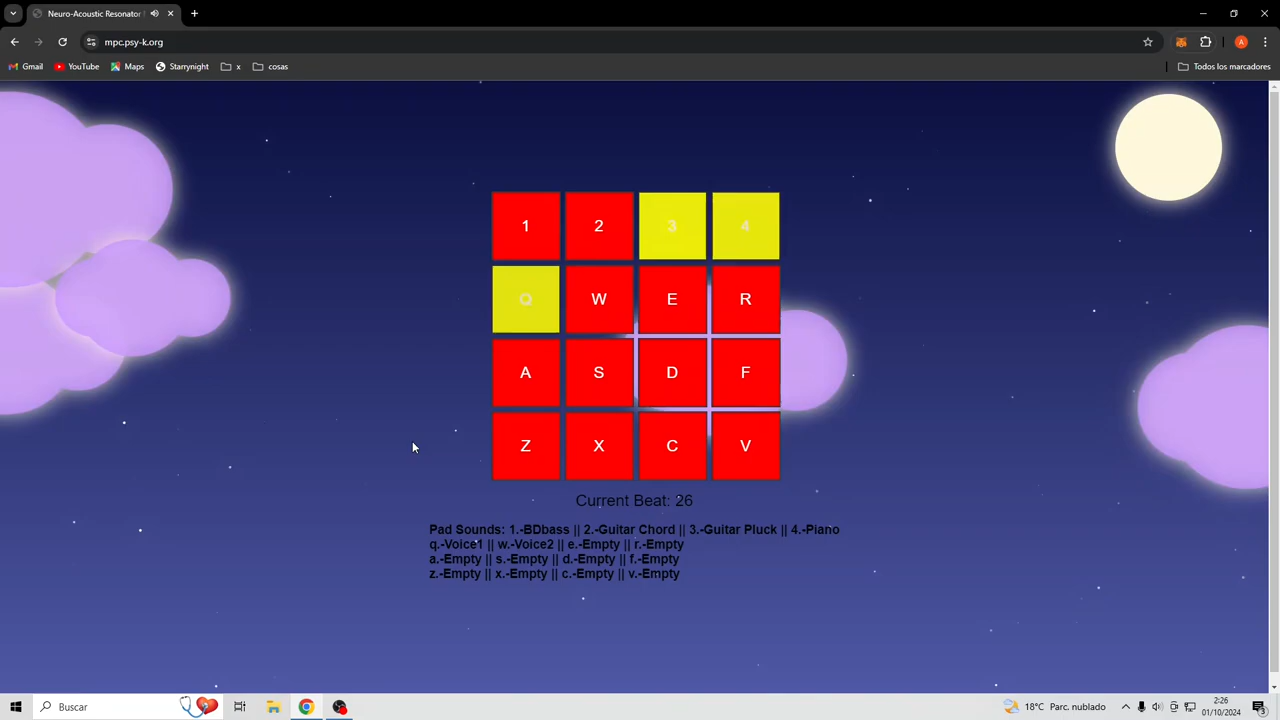 Neuro-Acoustic Resonator
mpc.psy-k.org
Gmail YouTube Maps Starrynight x cosas Todos los marcadores
A
1 2 3 4
Q W E R
A S D F
Z X C V
Current Beat: 26
Pad Sounds: 1.-BDbass || 2.-Guitar Chord || 3.-Guitar Pluck || 4.-Piano
q.-Voice1 || w.-Voice2 || e.-Empty || r.-Empty
a.-Empty || s.-Empty || d.-Empty || f.-Empty
z.-Empty || x.-Empty || c.-Empty || v.-Empty
Buscar
18°C Parc. nublado
2:26
01/10/2024
3